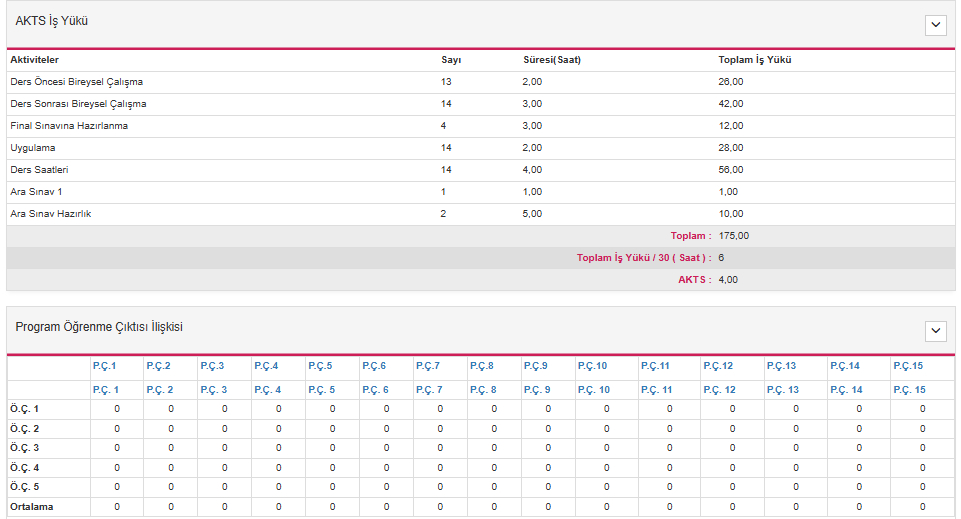 AKTS İş Yükü
Aktiviteler Sayı Süresi(Saat) Toplam İş Yükü
Ders Öncesi Bireysel Çalışma 13 2,00 26,00
Ders Sonrası Bireysel Çalışma 14 3,00 42,00
Final Sınavına Hazırlanma 4 3,00 12,00
Uygulama 14 2,00 28,00
Ders Saatleri 14 4,00 56,00
Ara Sınav 1 1 1,00 1,00
Ara Sınav Hazırlık 2 5,00 10,00
Toplam : 175,00
Toplam İş Yükü / 30 ( Saat ) : 6
AKTS : 4,00
Program Öğrenme Çıktısı İlişkisi
P.Ç.1 P.Ç.2 P.Ç.3 P.Ç.4 P.Ç.5 P.Ç.6 P.Ç.7 P.Ç.8 P.Ç.9 P.Ç.10 P.Ç.11 P.Ç.12 P.Ç.13 P.Ç.14 P.Ç.15
P.Ç. 1 P.Ç. 2 P.Ç. 3 P.Ç. 4 P.Ç. 5 P.Ç. 6 P.Ç. 7 P.Ç. 8 P.Ç. 9 P.Ç. 10 P.Ç. 11 P.Ç. 12 P.Ç. 13 P.Ç. 14 P.Ç. 15
Ö.Ç. 1 0 0 0 0 0 0 0 0 0 0 0 0 0 0 0
Ö.Ç. 2 0 0 0 0 0 0 0 0 0 0 0 0 0 0 0
Ö.Ç. 3 0 0 0 0 0 0 0 0 0 0 0 0 0 0 0
Ö.Ç. 4 0 0 0 0 0 0 0 0 0 0 0 0 0 0 0
Ö.Ç. 5 0 0 0 0 0 0 0 0 0 0 0 0 0 0 0
Ortalama 0 0 0 0 0 0 0 0 0 0 0 0 0 0 0